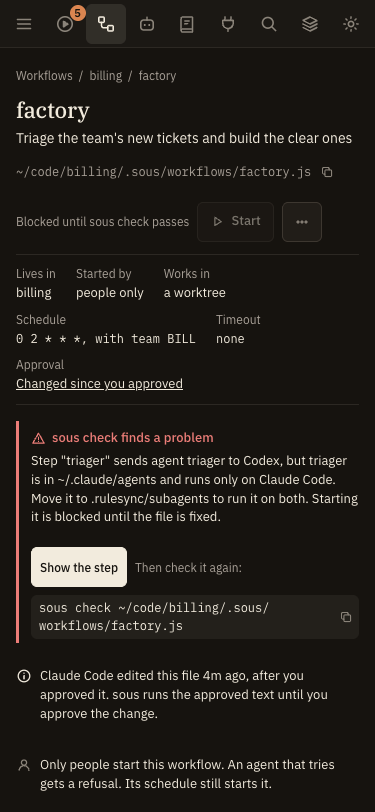 5
Workflows / billing / factory
factory
Triage the team's new tickets and build the clear ones
~/code/billing/.sous/workflows/factory.js
Blocked until sous check passes
Start
Lives in
billing
Started by
people only
Works in
a worktree
Schedule
0 2 * * *, with team BILL
Timeout
none
Approval
Changed since you approved
sous check finds a problem
Step "triager" sends agent triager to Codex, but triager
is in ~/.claude/agents and runs only on Claude Code.
Move it to .rulesync/subagents to run it on both. Starting
it is blocked until the file is fixed.
Show the step
Then check it again:
sous check ~/code/billing/.sous/
workflows/factory.js
Claude Code edited this file 4m ago, after you
approved it. sous runs the approved text until you
approve the change.
Only people start this workflow. An agent that tries
gets a refusal. Its schedule still starts it.